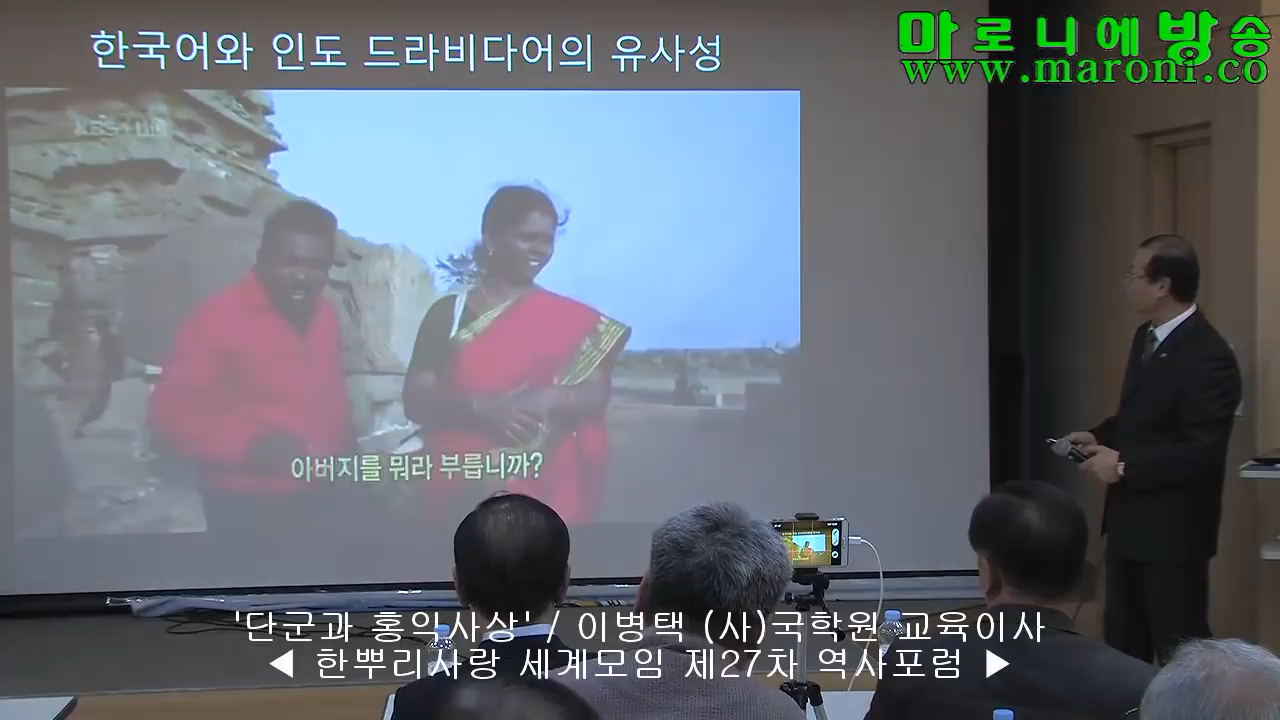 한국어와 인도 드라비다어의 유사성
마로니에방송
www.maroni.co
KBS 1 HD
아버지를 뭐라 부릅니까?
'단군과 홍익사상' / 이병택 (사)국학원 교육이사
◀ 한뿌리사랑 세계모임 제27차 역사포럼 ▶